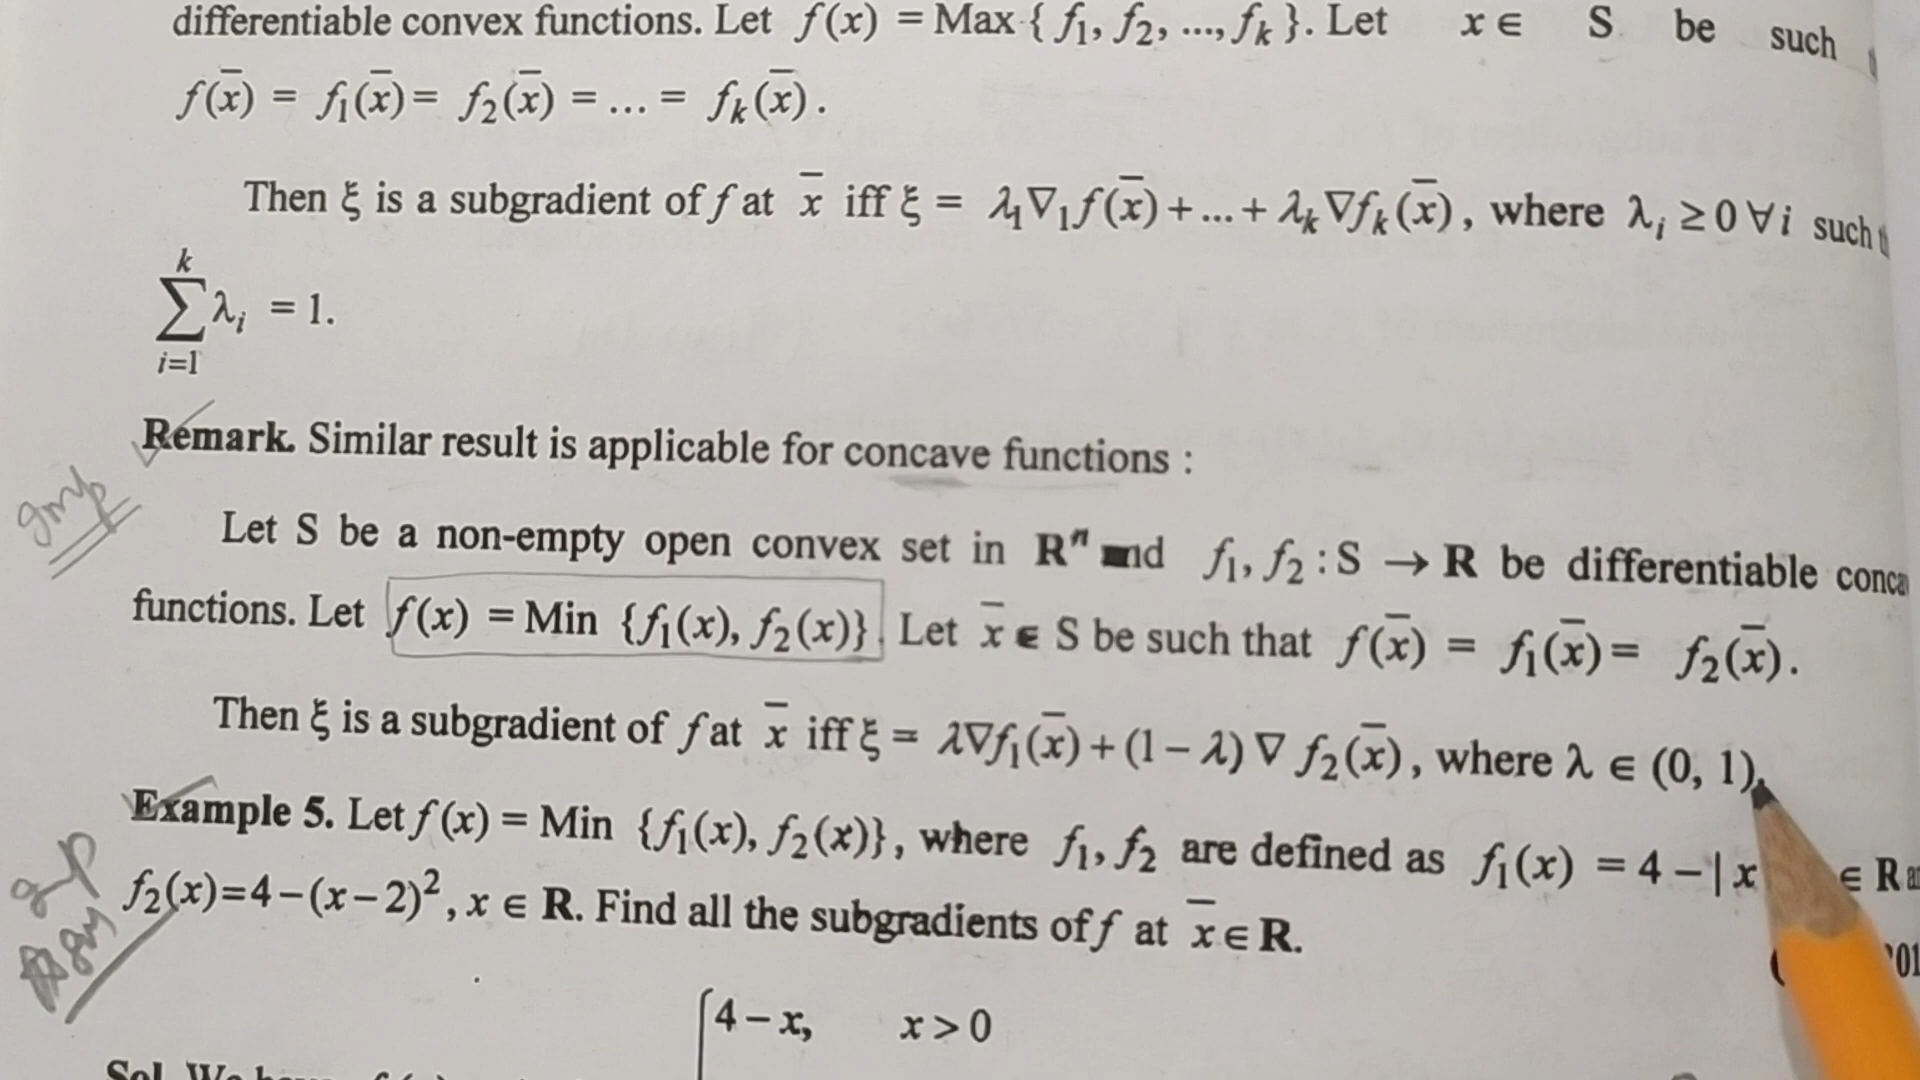 differentiable convex functions. Let f(x) = Max { f₁, f₂, ..., fₖ }. Let x ∈ S be such
f(x̄) = f₁(x̄) = f₂(x̄) = ... = fₖ(x̄).
Then ξ is a subgradient of f at x̄ iff ξ = λ₁∇₁f(x̄) + ... + λₖ∇fₖ(x̄), where λᵢ ≥ 0 ∀ i such
k
∑λᵢ = 1.
i=1
Remark. Similar result is applicable for concave functions :
Let S be a non-empty open convex set in Rⁿ and f₁, f₂ : S → R be differentiable conca
functions. Let f(x) = Min {f₁(x), f₂(x)}. Let x̄ ∈ S be such that f(x̄) = f₁(x̄) = f₂(x̄).
Then ξ is a subgradient of f at x̄ iff ξ = λ∇f₁(x̄) + (1 – λ) ∇ f₂(x̄), where λ ∈ (0, 1).
Example 5. Let f(x) = Min {f₁(x), f₂(x)}, where f₁, f₂ are defined as f₁(x) = 4 – | x ∈ R
f₂(x) = 4 – (x – 2)², x ∈ R. Find all the subgradients of f at x̄ ∈ R.
4 – x, x > 0
Sol. We have